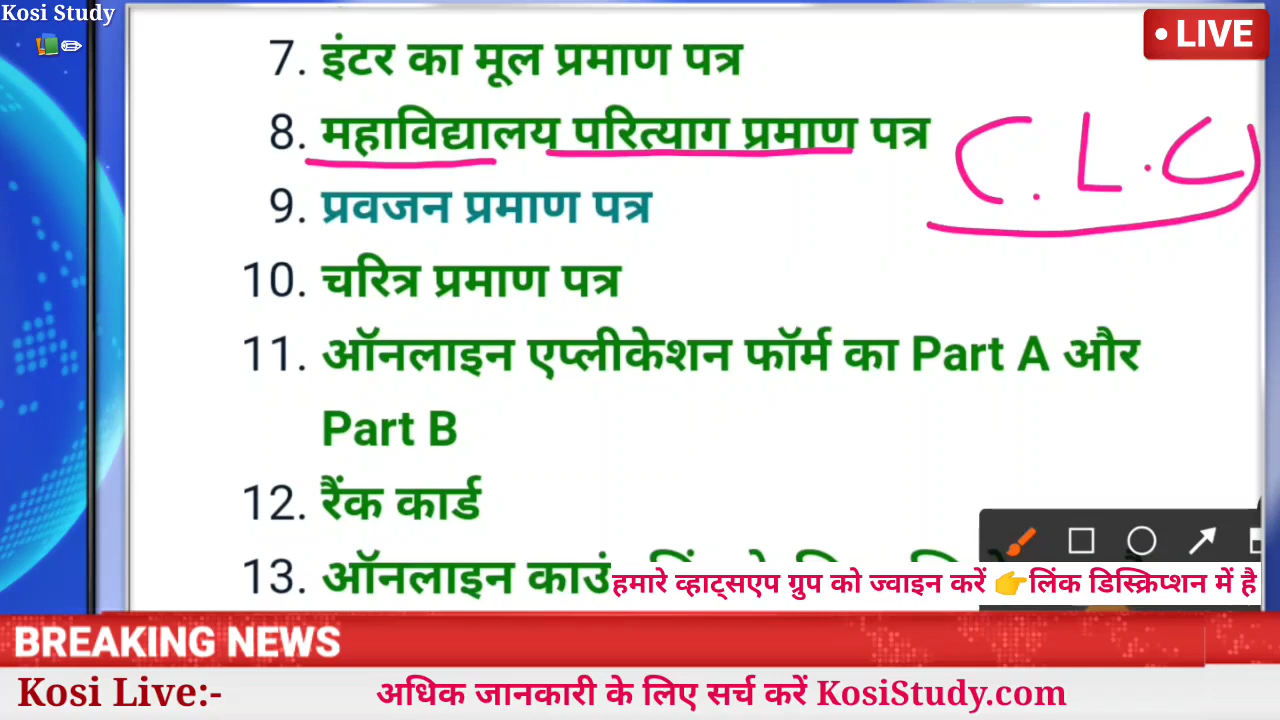 Kosi Study
LIVE
7. इंटर का मूल प्रमाण पत्र
8. महाविद्यालय परित्याग प्रमाण पत्र
C.L.C
9. प्रवजन प्रमाण पत्र
10. चरित्र प्रमाण पत्र
11. ऑनलाइन एप्लीकेशन फॉर्म का Part A और
Part B
12. रैंक कार्ड
13. ऑनलाइन
हमारे व्हाट्सएप ग्रुप को ज्वाइन करें 👉लिंक डिस्क्रिप्शन में है
BREAKING NEWS
Kosi Live:- अधिक जानकारी के लिए सर्च करें KosiStudy.com